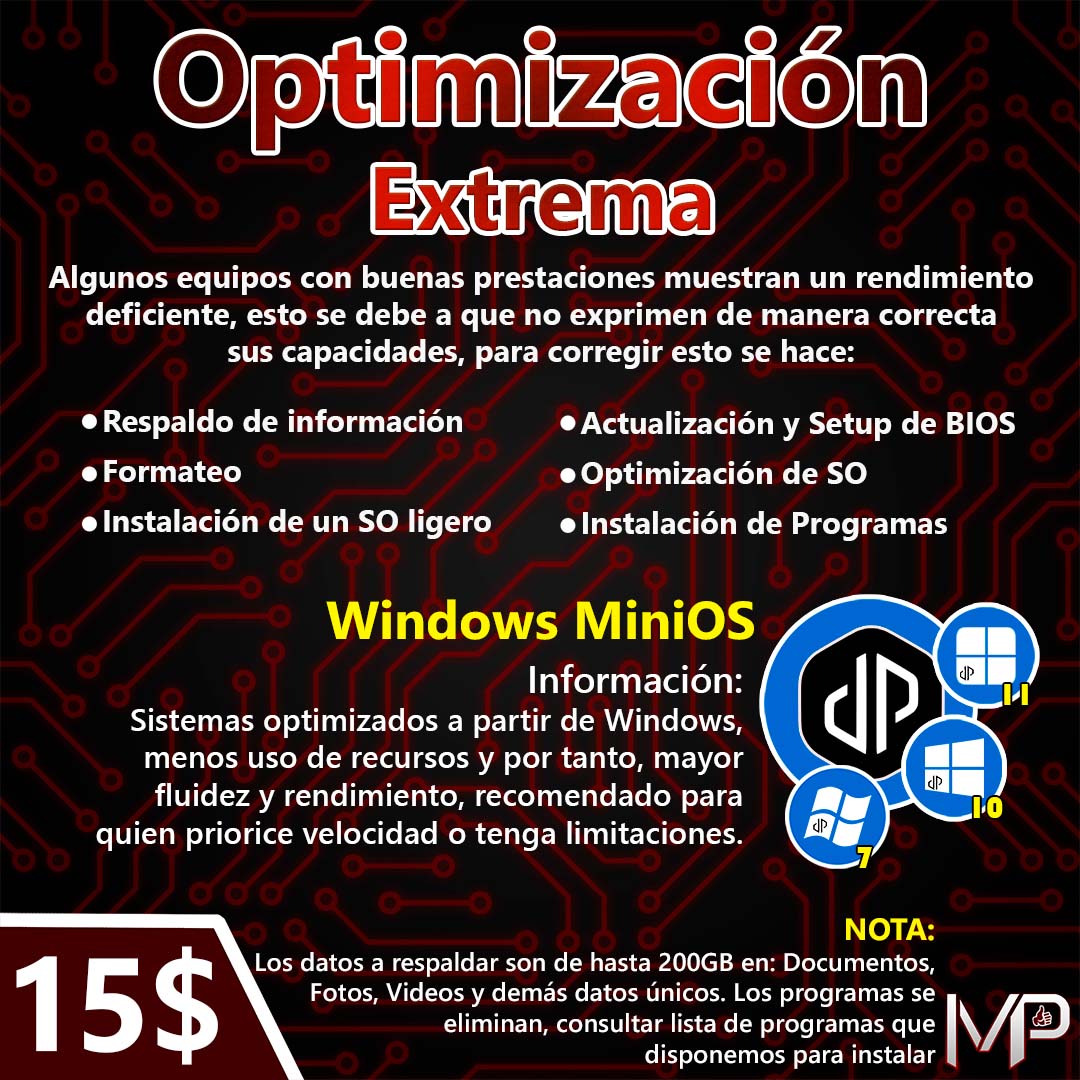 Optimización
Extrema
Algunos equipos con buenas prestaciones muestran un rendimiento
deficiente, esto se debe a que no exprimen de manera correcta
sus capacidades, para corregir esto se hace:
•Respaldo de información
•Formateo
•Instalación de un SO ligero
•Actualización y Setup de BIOS
•Optimización de SO
•Instalación de Programas
Windows MiniOS
Información:
Sistemas optimizados a partir de Windows,
menos uso de recursos y por tanto, mayor
fluidez y rendimiento, recomendado para
quien priorice velocidad o tenga limitaciones.
dP
dP
11
dP
10
dP
7
15$
NOTA:
Los datos a respaldar son de hasta 200GB en: Documentos,
Fotos, Videos y demás datos únicos. Los programas se
eliminan, consultar lista de programas que
disponemos para instalar
MP